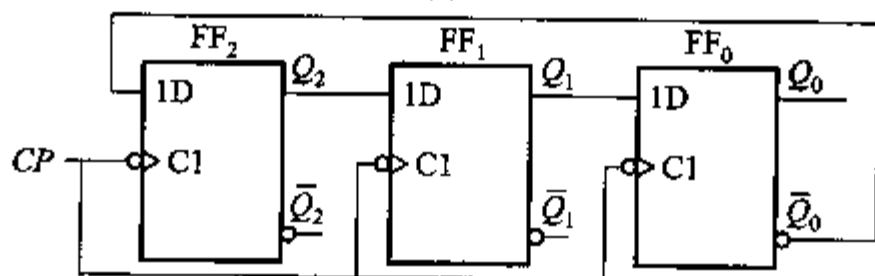 FF₂ FF₁ FF₀
1D Q₂ 1D Q₁ 1D Q₀
CP C1 C1 C1
Q̄₂ Q̄₁ Q̄₀